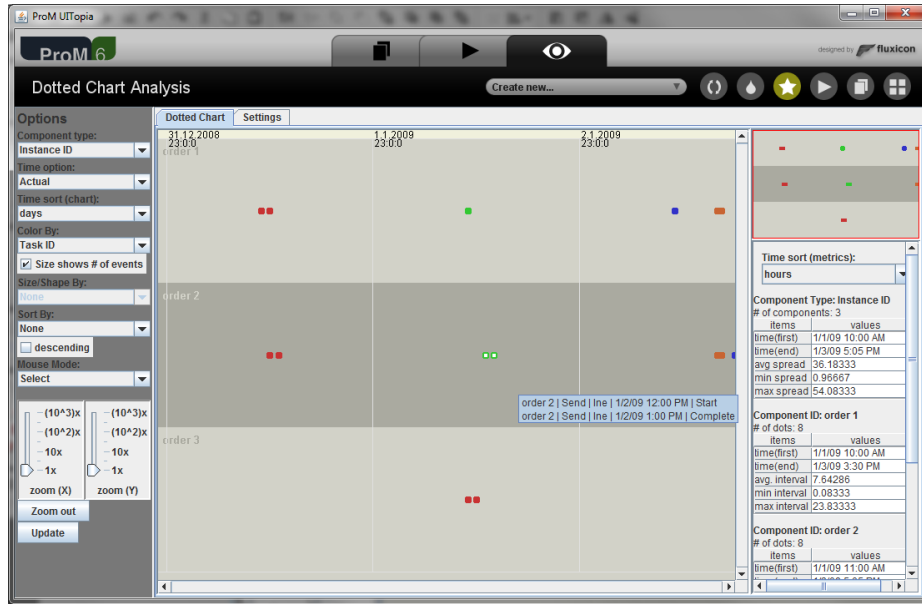 ProM UITopia
ProM 6
designed by fluxicon
Dotted Chart Analysis
Create new...
Options
Component type:
Instance ID
Time option:
Actual
Time sort (chart):
days
Color By:
Task ID
Size shows # of events
Size/Shape By:
None
Sort By:
None
descending
Mouse Mode:
Select
(10^3)x
(10^2)x
10x
1x
zoom (X)
(10^3)x
(10^2)x
10x
1x
zoom (Y)
Zoom out
Update
Dotted Chart
Settings
31.12.2008
23:0:0
1.1.2009
23:0:0
2.1.2009
23:0:0
order 1
order 2
order 2 | Send | Ine | 1/2/09 12:00 PM | Start
order 2 | Send | Ine | 1/2/09 1:00 PM | Complete
order 3
Time sort (metrics):
hours
Component Type: Instance ID
# of components: 3
items values
time(first) 1/1/09 10:00 AM
time(end) 1/3/09 5:05 PM
avg spread 36.18333
min spread 0.96667
max spread 54.08333
Component ID: order 1
# of dots: 8
items values
time(first) 1/1/09 10:00 AM
time(end) 1/3/09 3:30 PM
avg. interval 7.64286
min interval 0.08333
max interval 23.83333
Component ID: order 2
# of dots: 8
items values
time(first) 1/1/09 11:00 AM